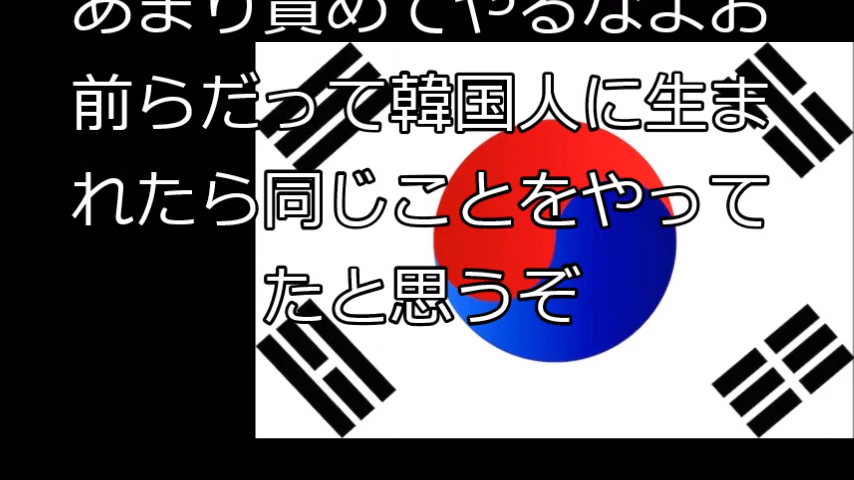 あまり責めてやるなよお
前らだって韓国人に生ま
れたら同じことをやって
たと思うぞ